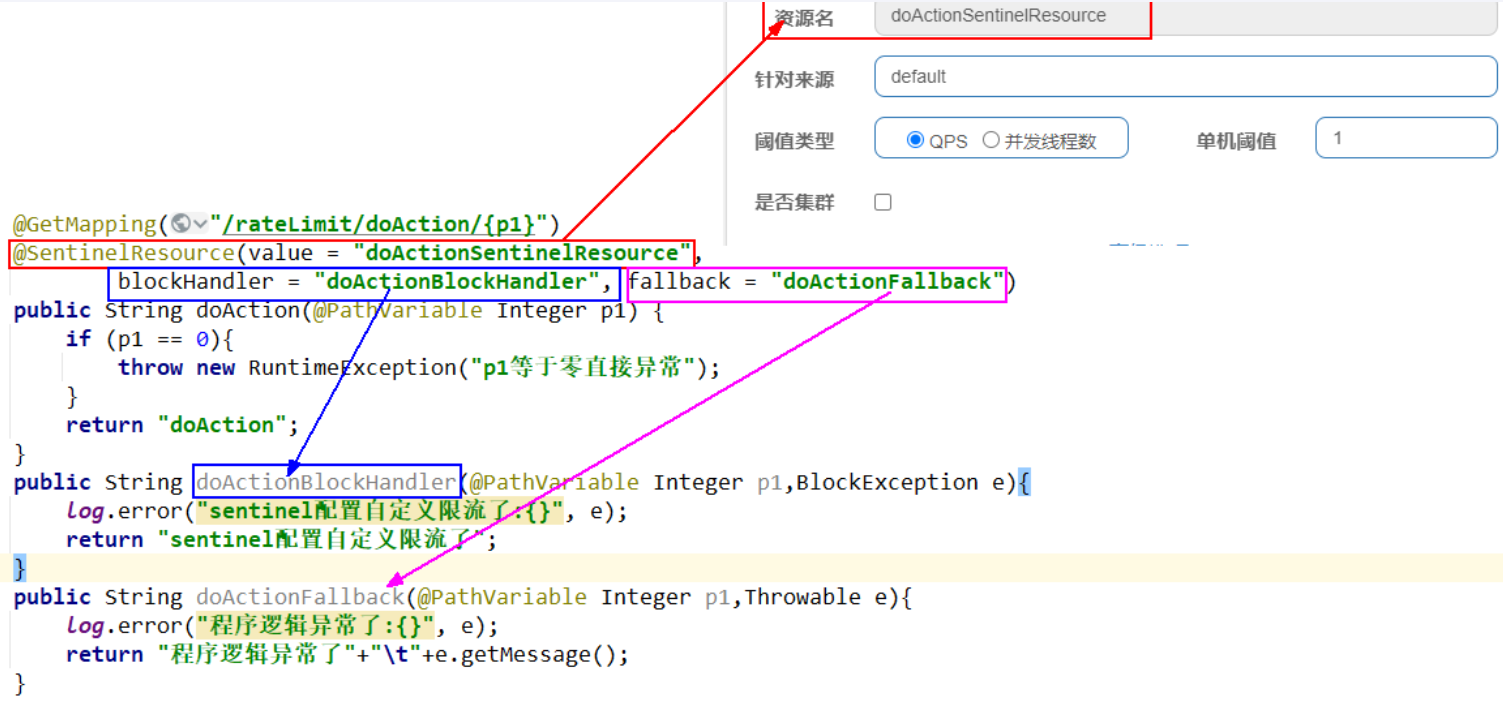 资源名 doActionSentinelResource
针对来源 default
阈值类型 QPS 并发线程数 单机阈值 1
是否集群
@GetMapping("/rateLimit/doAction/{p1}")
@SentinelResource(value = "doActionSentinelResource",
blockHandler = "doActionBlockHandler", fallback = "doActionFallback")
public String doAction(@PathVariable Integer p1) {
if (p1 == 0){
throw new RuntimeException("p1等于零直接异常");
}
return "doAction";
}
public String doActionBlockHandler(@PathVariable Integer p1,BlockException e){
log.error("sentinel配置自定义限流了:{}", e);
return "sentinel配置自定义限流了";
}
public String doActionFallback(@PathVariable Integer p1,Throwable e){
log.error("程序逻辑异常了:{}", e);
return "程序逻辑异常了"+"\t"+e.getMessage();
}